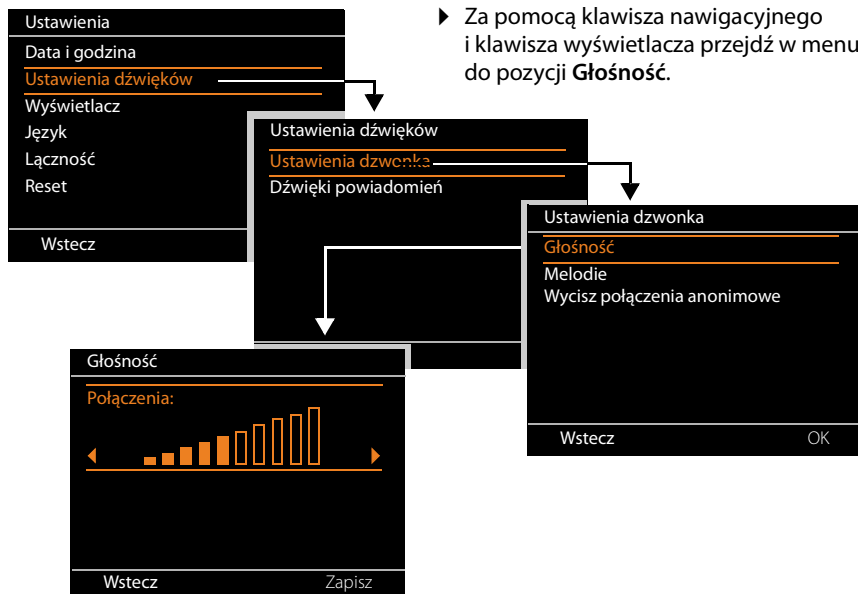 Za pomocą klawisza nawigacyjnego
i klawisza wyświetlacza przejdź w menu
do pozycji Głośność.
Ustawienia
Data i godzina
Ustawienia dźwięków
Wyświetlacz
Język
Lączność
Reset
Wstecz
Ustawienia dźwięków
Ustawienia dzwonka
Dźwięki powiadomień
Ustawienia dzwonka
Głośność
Melodie
Wycisz połączenia anonimowe
Wstecz OK
Głośność
Połączenia:
Wstecz Zapisz